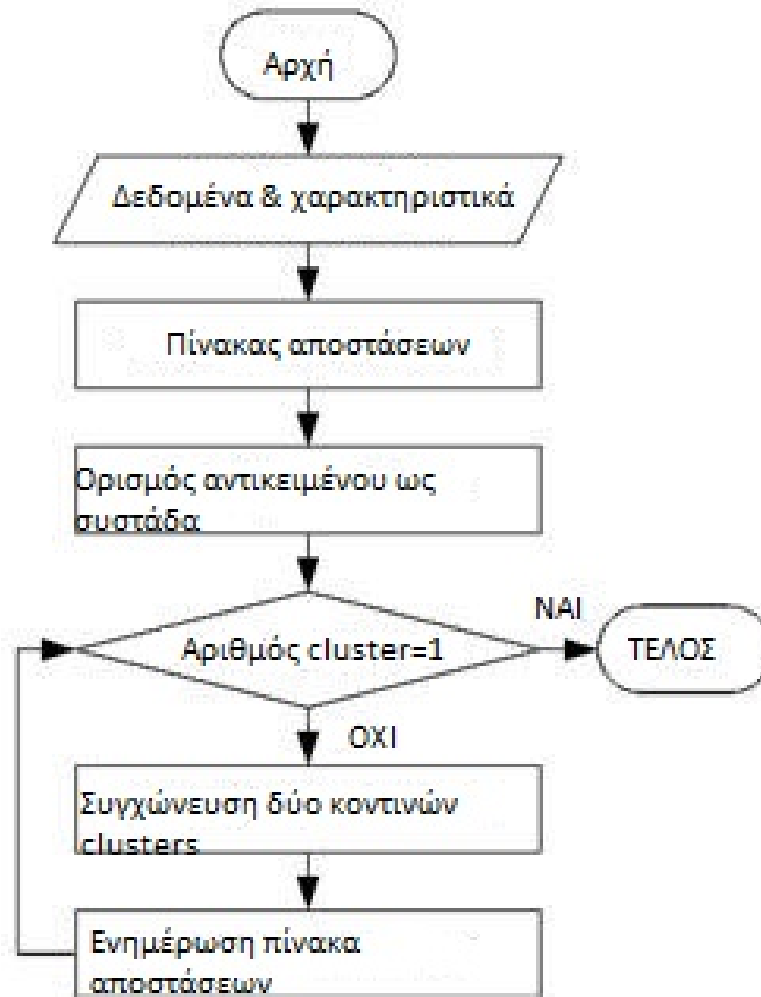 Αρχή
Δεδομένα & χαρακτηριστικά
Πίνακας αποστάσεων
Ορισμός αντικειμένου ως
συστάδα
Αριθμός cluster=1
ΝΑΙ
ΤΕΛΟΣ
ΟΧΙ
Συγχώνευση δύο κοντινών
clusters
Ενημέρωση πίνακα
αποστάσεων